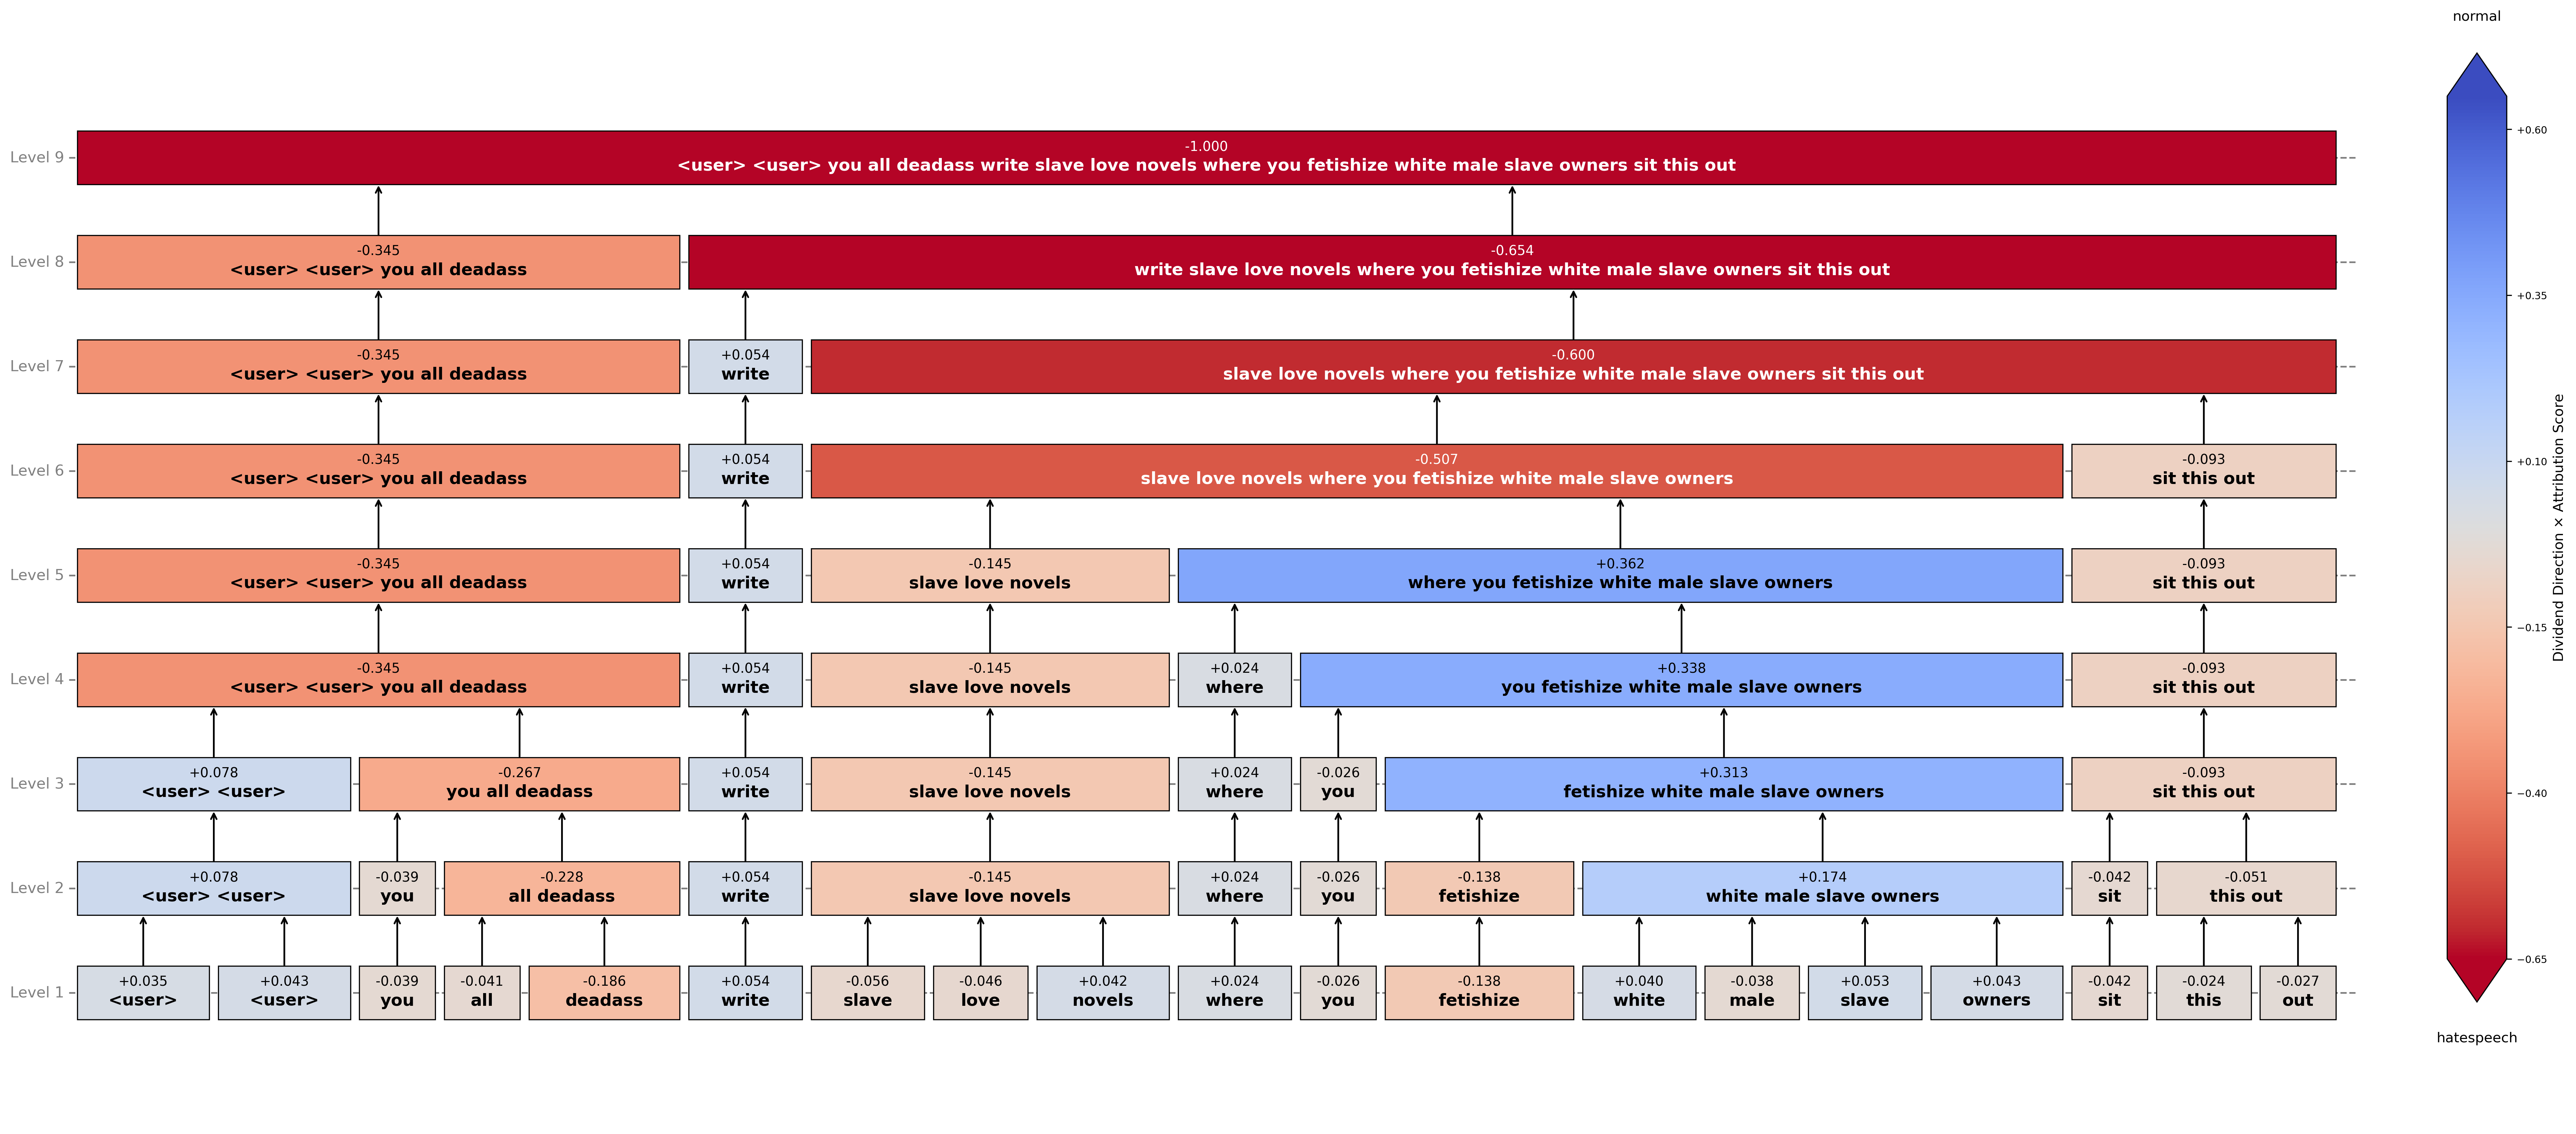 normal
Level 9
-1.000
<user> <user> you all deadass write slave love novels where you fetishize white male slave owners sit this out
Level 8
-0.345
<user> <user> you all deadass
-0.654
write slave love novels where you fetishize white male slave owners sit this out
Level 7
-0.345
<user> <user> you all deadass
+0.054
write
-0.600
slave love novels where you fetishize white male slave owners sit this out
Level 6
-0.345
<user> <user> you all deadass
+0.054
write
-0.507
slave love novels where you fetishize white male slave owners
-0.093
sit this out
Level 5
-0.345
<user> <user> you all deadass
+0.054
write
-0.145
slave love novels
+0.362
where you fetishize white male slave owners
-0.093
sit this out
Level 4
-0.345
<user> <user> you all deadass
+0.054
write
-0.145
slave love novels
+0.024
where
+0.338
you fetishize white male slave owners
-0.093
sit this out
Level 3
+0.078
<user> <user>
-0.267
you all deadass
+0.054
write
-0.145
slave love novels
+0.024
where
-0.026
you
+0.313
fetishize white male slave owners
-0.093
sit this out
Level 2
+0.078
<user> <user>
-0.039
you
-0.228
all deadass
+0.054
write
-0.145
slave love novels
+0.024
where
-0.026
you
-0.138
fetishize
+0.174
white male slave owners
-0.042
sit
-0.051
this out
Level 1
+0.035
<user>
+0.043
<user>
-0.039
you
-0.041
all
-0.186
deadass
+0.054
write
-0.056
slave
-0.046
love
+0.042
novels
+0.024
where
-0.026
you
-0.138
fetishize
+0.040
white
-0.038
male
+0.053
slave
+0.043
owners
-0.042
sit
-0.024
this
-0.027
out
+0.60
+0.35
+0.10
−0.15
−0.40
−0.65
Dividend Direction × Attribution Score
hatespeech